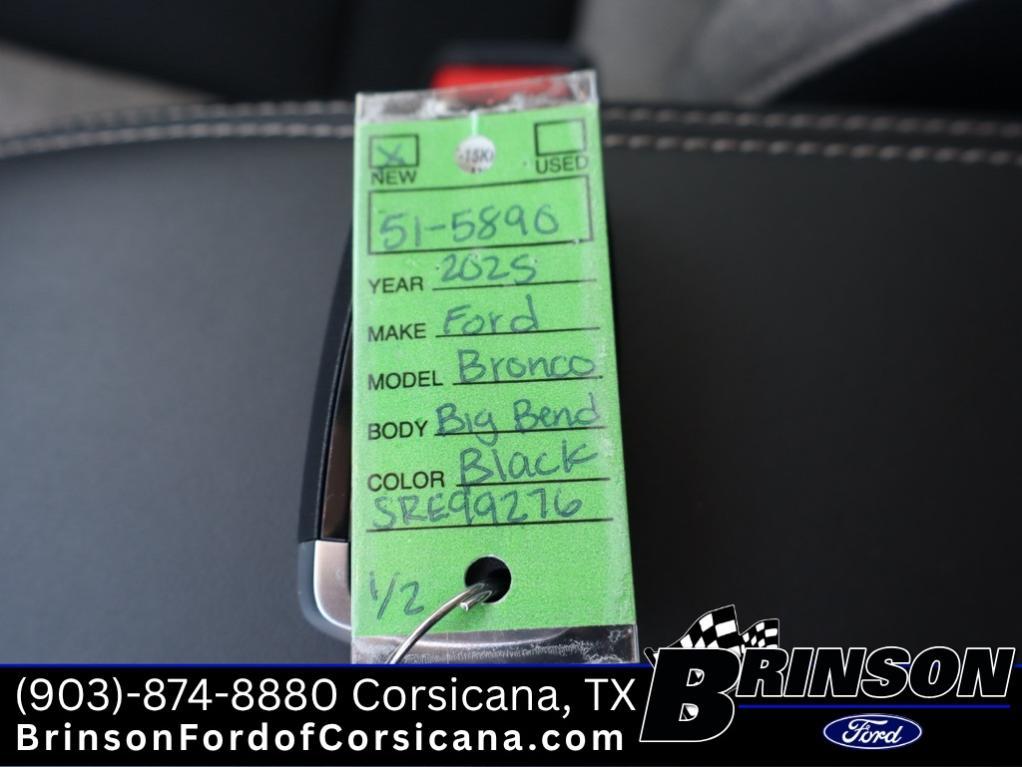 NEW USED
51-5890
YEAR 2025
MAKE Ford
MODEL Bronco
BODY Big Bend
COLOR Black
SRE99276
1/2
(903)-874-8880 Corsicana, TX
BrinsonFordofCorsicana.com
BRINSON
Ford